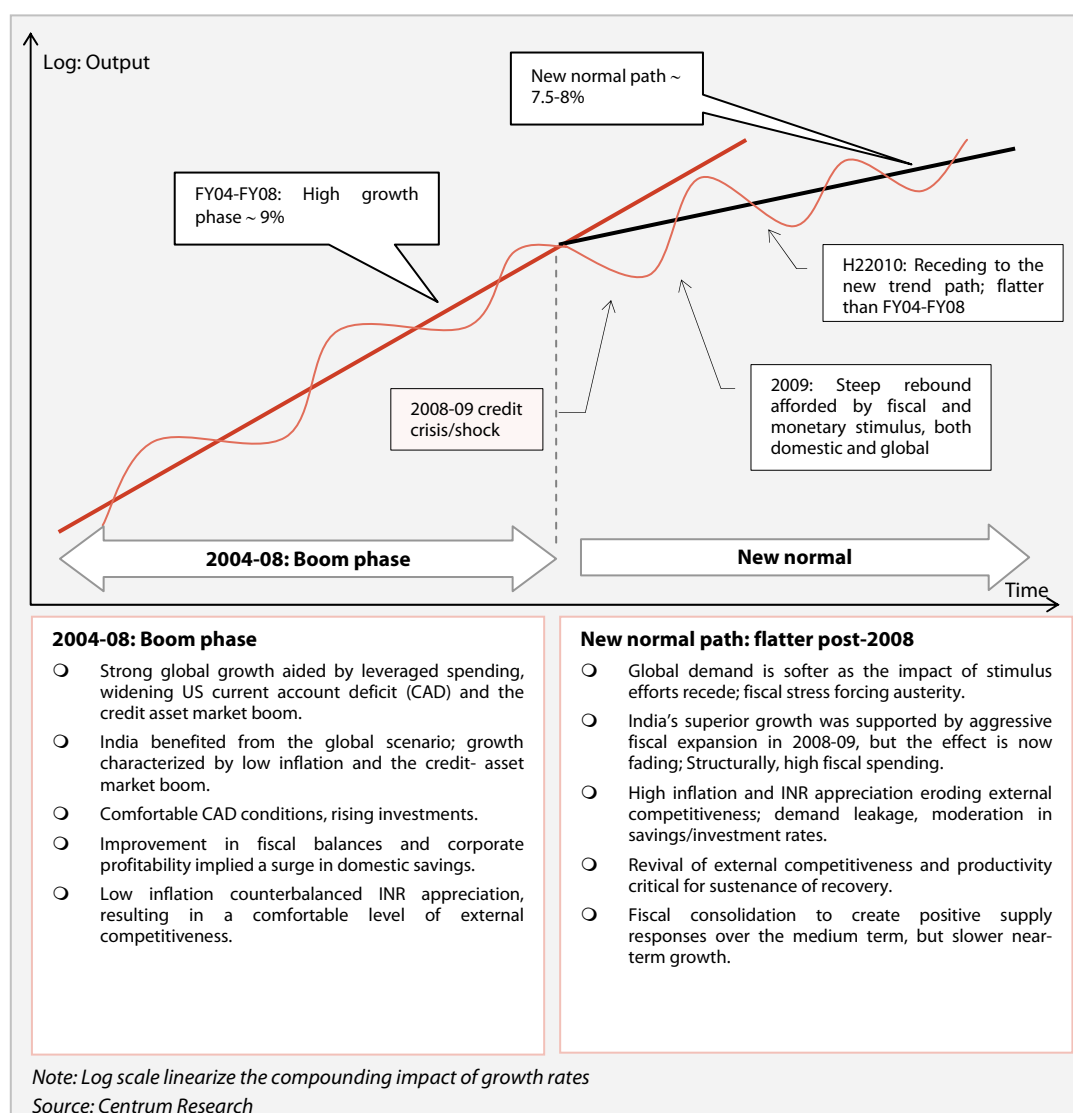 Log: Output
New normal path ~
7.5-8%
FY04-FY08: High growth
phase ~ 9%
H22010: Receding to the
new trend path; flatter
than FY04-FY08
2008-09 credit
crisis/shock
2009: Steep rebound
afforded by fiscal and
monetary stimulus, both
domestic and global
2004-08: Boom phase
New normal
Time
2004-08: Boom phase
Strong global growth aided by leveraged spending,
widening US current account deficit (CAD) and the
credit asset market boom.
India benefited from the global scenario; growth
characterized by low inflation and the credit- asset
market boom.
Comfortable CAD conditions, rising investments.
Improvement in fiscal balances and corporate
profitability implied a surge in domestic savings.
Low inflation counterbalanced INR appreciation,
resulting in a comfortable level of external
competitiveness.
New normal path: flatter post-2008
Global demand is softer as the impact of stimulus
efforts recede; fiscal stress forcing austerity.
India's superior growth was supported by aggressive
fiscal expansion in 2008-09, but the effect is now
fading; Structurally, high fiscal spending.
High inflation and INR appreciation eroding external
competitiveness; demand leakage, moderation in
savings/investment rates.
Revival of external competitiveness and productivity
critical for sustenance of recovery.
Fiscal consolidation to create positive supply
responses over the medium term, but slower near-
term growth.
Note: Log scale linearize the compounding impact of growth rates
Source: Centrum Research